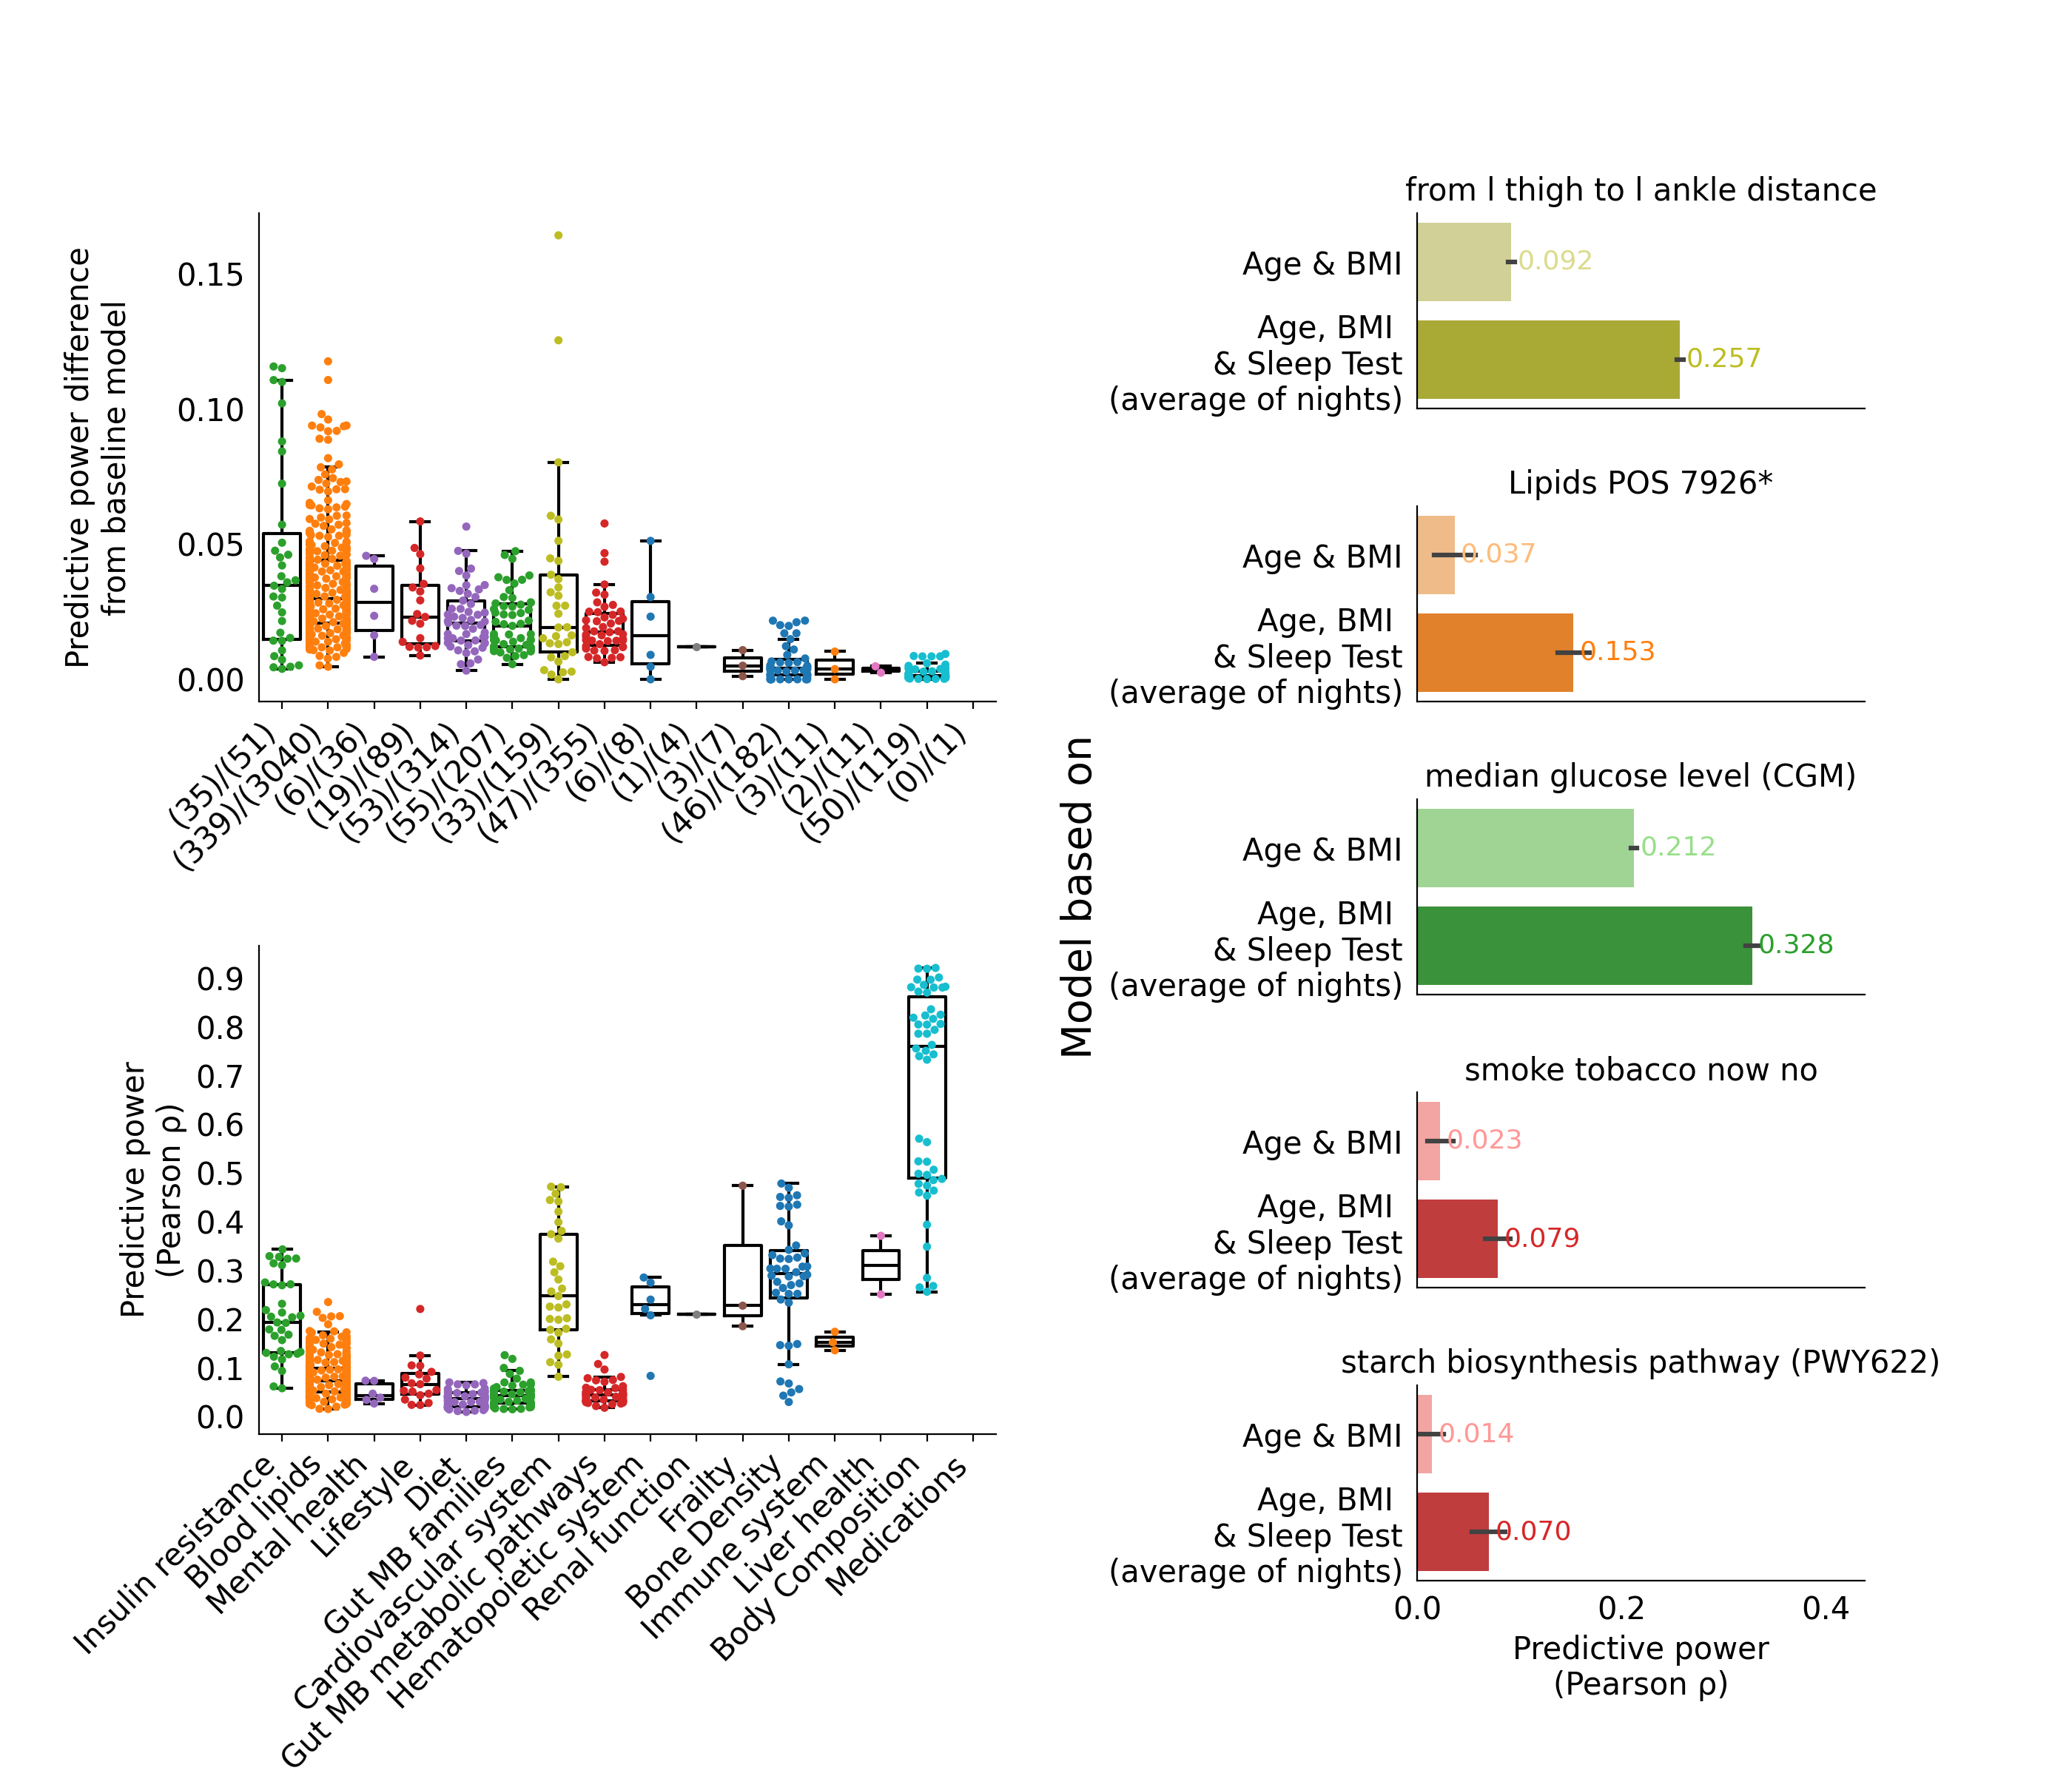 Predictive power difference
from baseline model
0.15
0.10
0.05
0.00
(35)/(51)
(339)/(3040)
(6)/(36)
(19)/(89)
(53)/(314)
(55)/(207)
(33)/(159)
(47)/(355)
(6)/(8)
(1)/(4)
(3)/(7)
(46)/(182)
(3)/(11)
(2)/(11)
(50)/(119)
(0)/(1)
Predictive power
(Pearson ρ)
0.9
0.8
0.7
0.6
0.5
0.4
0.3
0.2
0.1
0.0
Insulin resistance
Blood lipids
Mental health
Lifestyle
Diet
Gut MB families
Cardiovascular system
Gut MB metabolic pathways
Hematopoietic system
Renal function
Frailty
Bone Density
Immune system
Liver health
Body Composition
Medications
Model based on
from l thigh to l ankle distance
Age & BMI
0.092
Age, BMI
& Sleep Test
(average of nights)
0.257
Lipids POS 7926*
Age & BMI
0.037
Age, BMI
& Sleep Test
(average of nights)
0.153
median glucose level (CGM)
Age & BMI
0.212
Age, BMI
& Sleep Test
(average of nights)
0.328
smoke tobacco now no
Age & BMI
0.023
Age, BMI
& Sleep Test
(average of nights)
0.079
starch biosynthesis pathway (PWY622)
Age & BMI
0.014
Age, BMI
& Sleep Test
(average of nights)
0.070
0.0
0.2
0.4
Predictive power
(Pearson ρ)